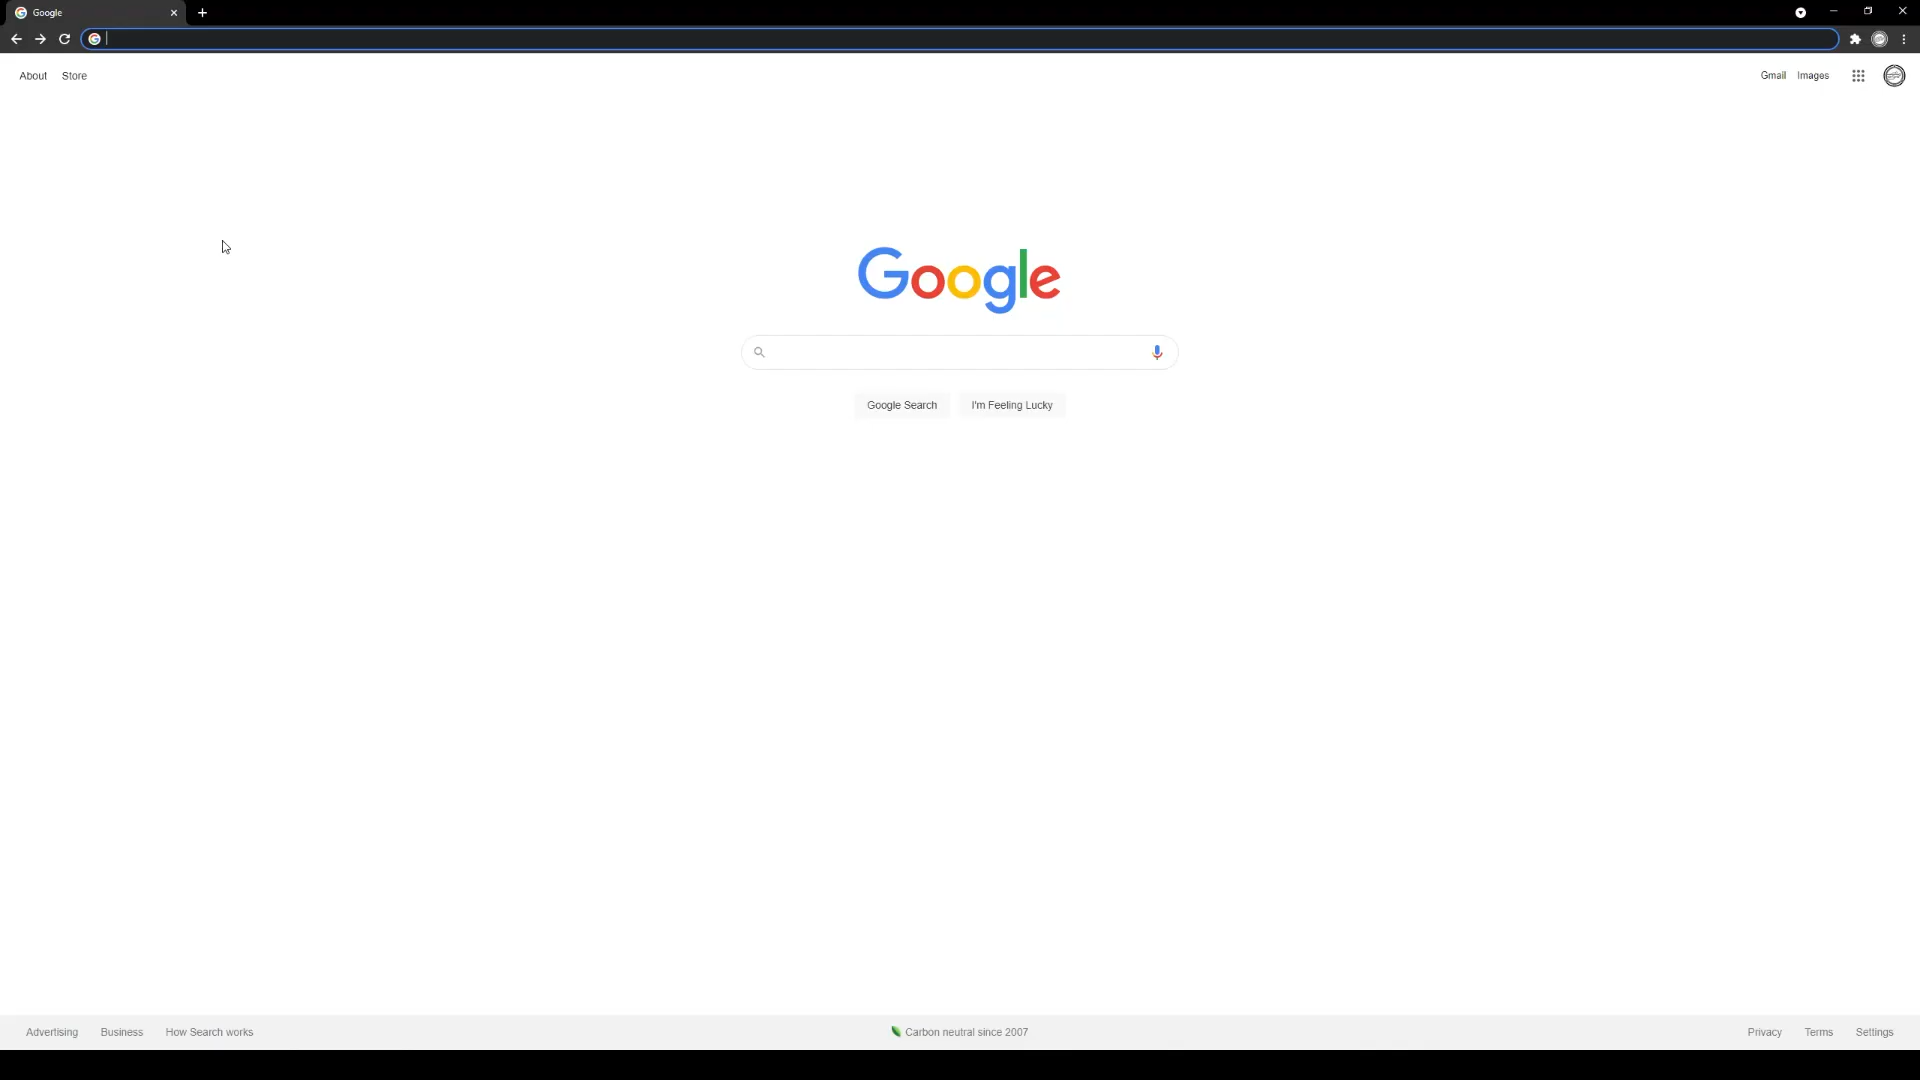 Google
About Store
Gmail Images
Google
Google Search I'm Feeling Lucky
Advertising Business How Search works
Carbon neutral since 2007
Privacy Terms Settings